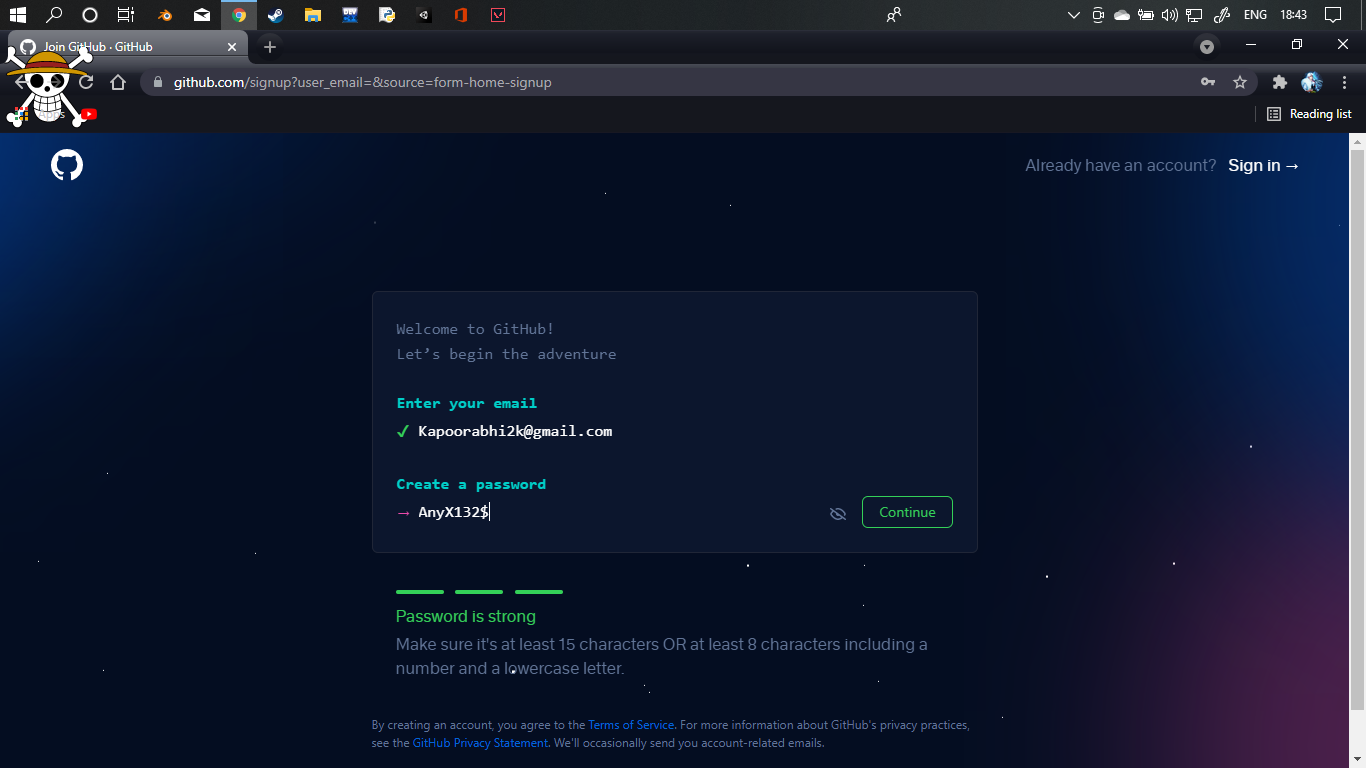 ENG 18:43
Join GitHub · GitHub
github.com/signup?user_email=&source=form-home-signup
Apps
Reading list
Already have an account? Sign in →
Welcome to GitHub!
Let's begin the adventure
Enter your email
✓ Kapoorabhi2k@gmail.com
Create a password
→ AnyX132$
Continue
Password is strong
Make sure it's at least 15 characters OR at least 8 characters including a
number and a lowercase letter.
By creating an account, you agree to the Terms of Service. For more information about GitHub's privacy practices,
see the GitHub Privacy Statement. We'll occasionally send you account-related emails.